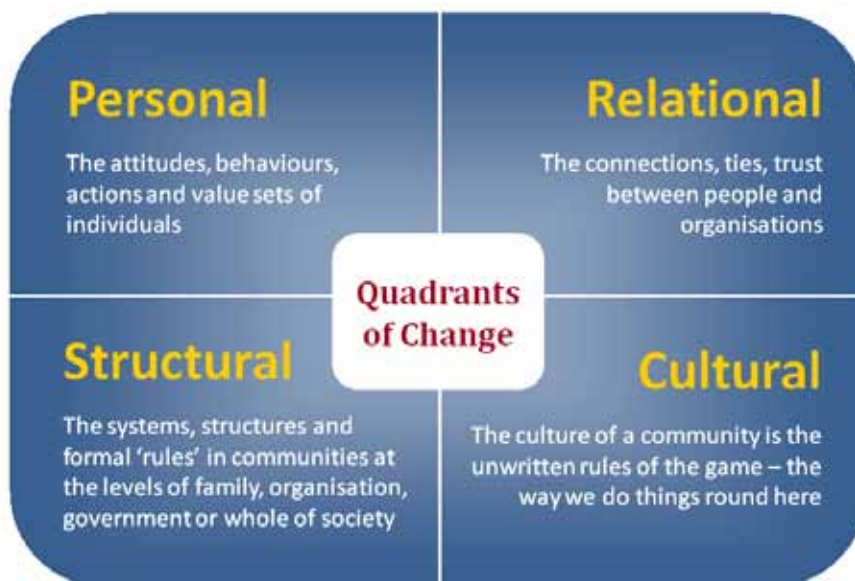 Personal
The attitudes, behaviours,
actions and value sets of
individuals
Relational
The connections, ties, trust
between people and
organisations
Quadrants
of Change
Structural
The systems, structures and
formal ‘rules’ in communities at
the levels of family, organisation,
government or whole of society
Cultural
The culture of a community is the
unwritten rules of the game – the
way we do things round here